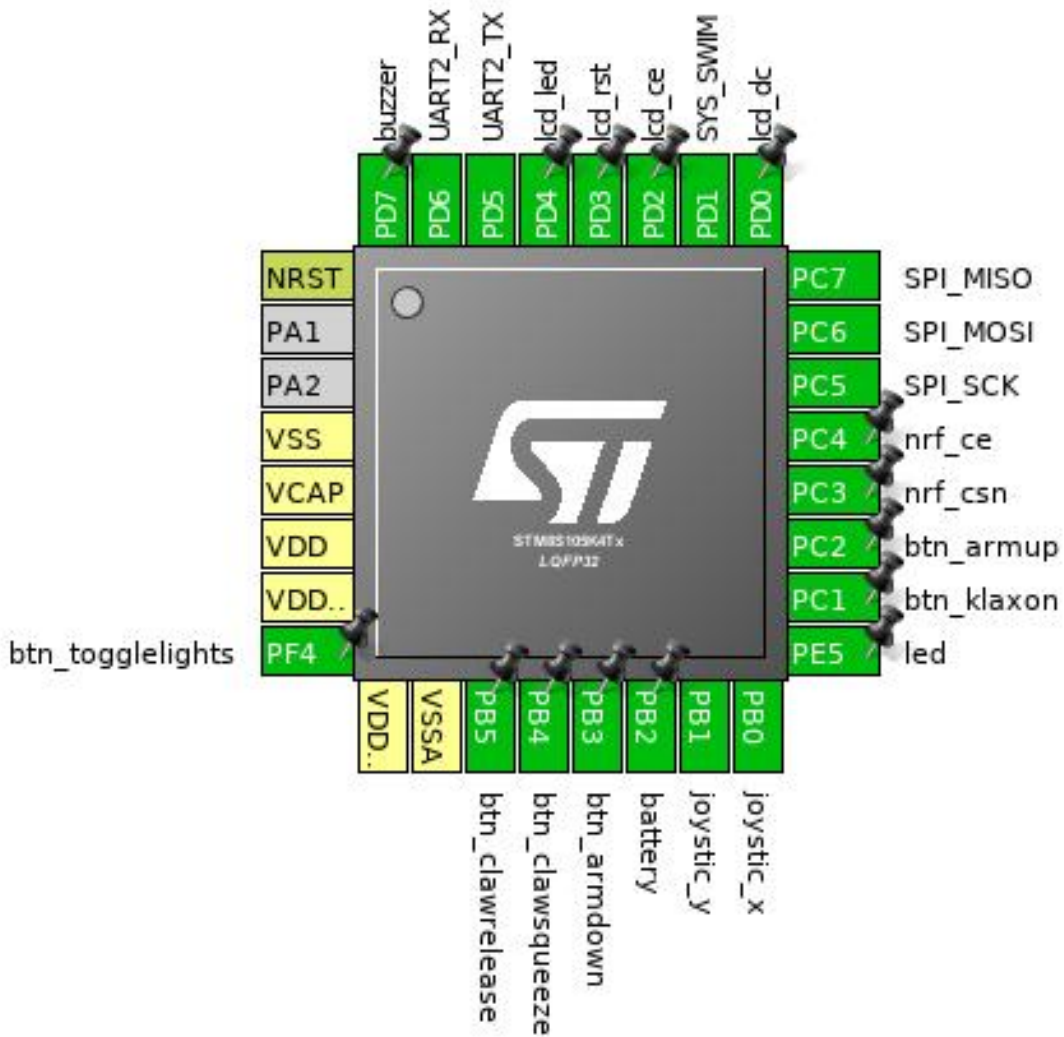 buzzer
UART2_RX
UART2_TX
lcd_led
lcd_rst
lcd_ce
SYS_SWIM
lcd_dc
PD7
PD6
PD5
PD4
PD3
PD2
PD1
PD0
NRST
PA1
PA2
VSS
VCAP
VDD
VDD..
btn_togglelights PF4
PC7 SPI_MISO
PC6 SPI_MOSI
PC5 SPI_SCK
PC4 nrf_ce
PC3 nrf_csn
PC2 btn_armup
PC1 btn_klaxon
PE5 led
ST
STM8S105K4Tx
LQFP32
VDD..
VSSA
PB5
PB4
PB3
PB2
PB1
PB0
btn_clawrelease
btn_clawsqueeze
btn_armdown
battery
joystic_y
joystic_x